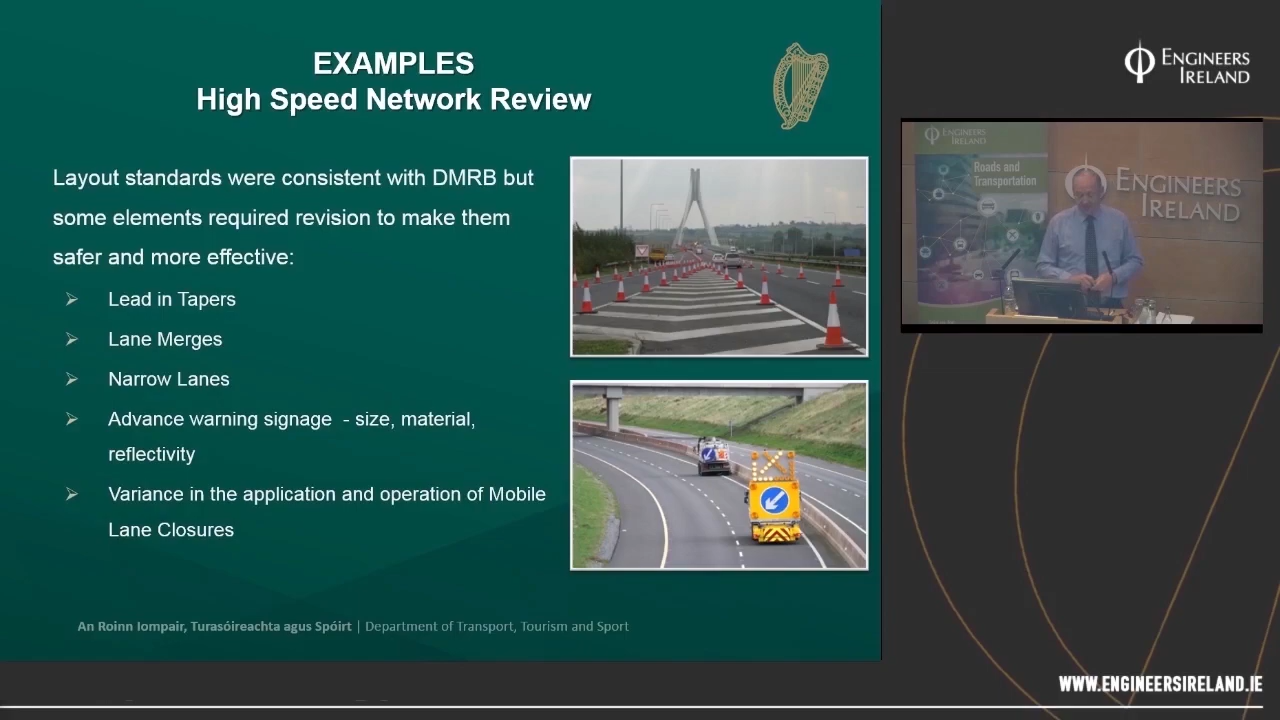 EXAMPLES
High Speed Network Review
Layout standards were consistent with DMRB but
some elements required revision to make them
safer and more effective:
Lead in Tapers
Lane Merges
Narrow Lanes
Advance warning signage - size, material,
reflectivity
Variance in the application and operation of Mobile
Lane Closures
An Roinn Iompair, Turasóireachta agus Spóirt | Department of Transport, Tourism and Sport
ENGINEERS
IRELAND
ENGINEERS
IRELAND
Roads and
Transportation
ENGINEERS
IRELAND
WWW.ENGINEERSIRELAND.IE